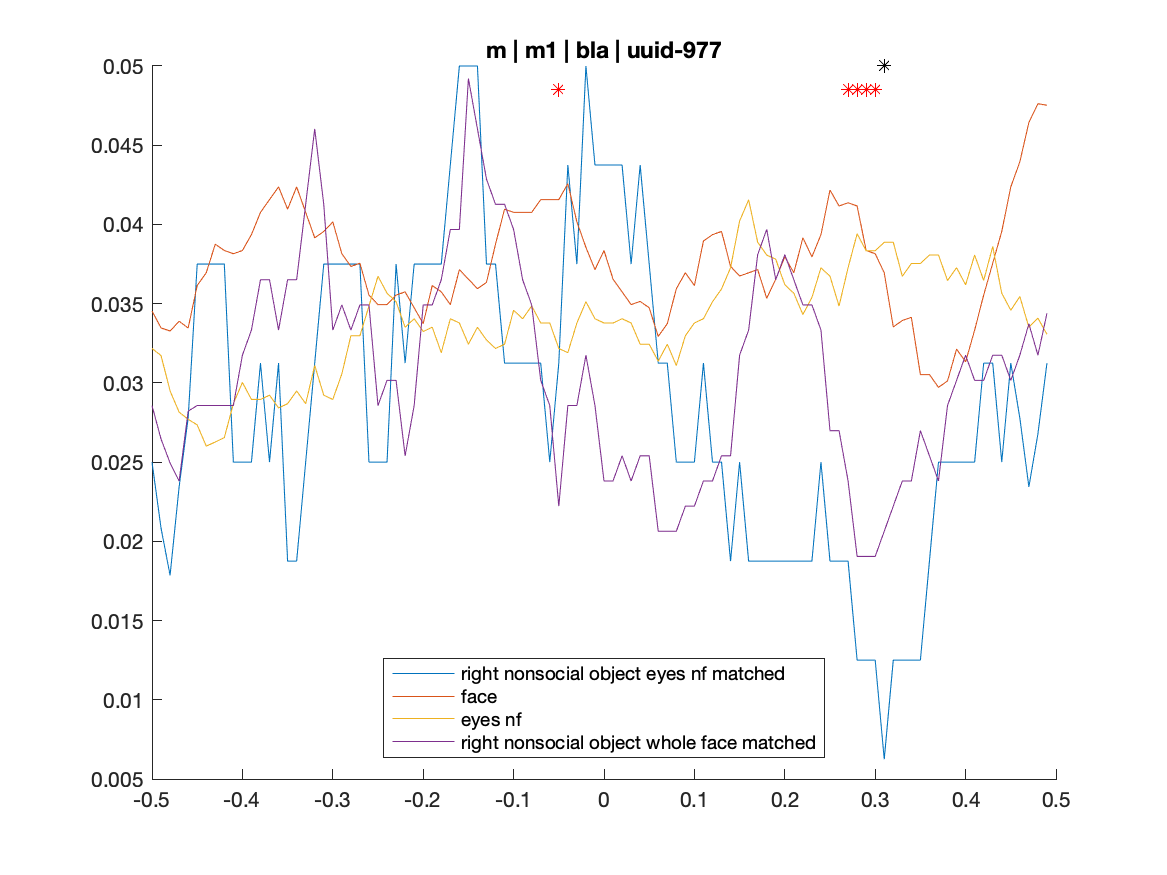 m | m1 | bla | uuid-977
0.05
0.045
0.04
0.035
0.03
0.025
0.02
0.015
0.01
0.005
right nonsocial object eyes nf matched
face
eyes nf
right nonsocial object whole face matched
-0.5 -0.4 -0.3 -0.2 -0.1 0 0.1 0.2 0.3 0.4 0.5